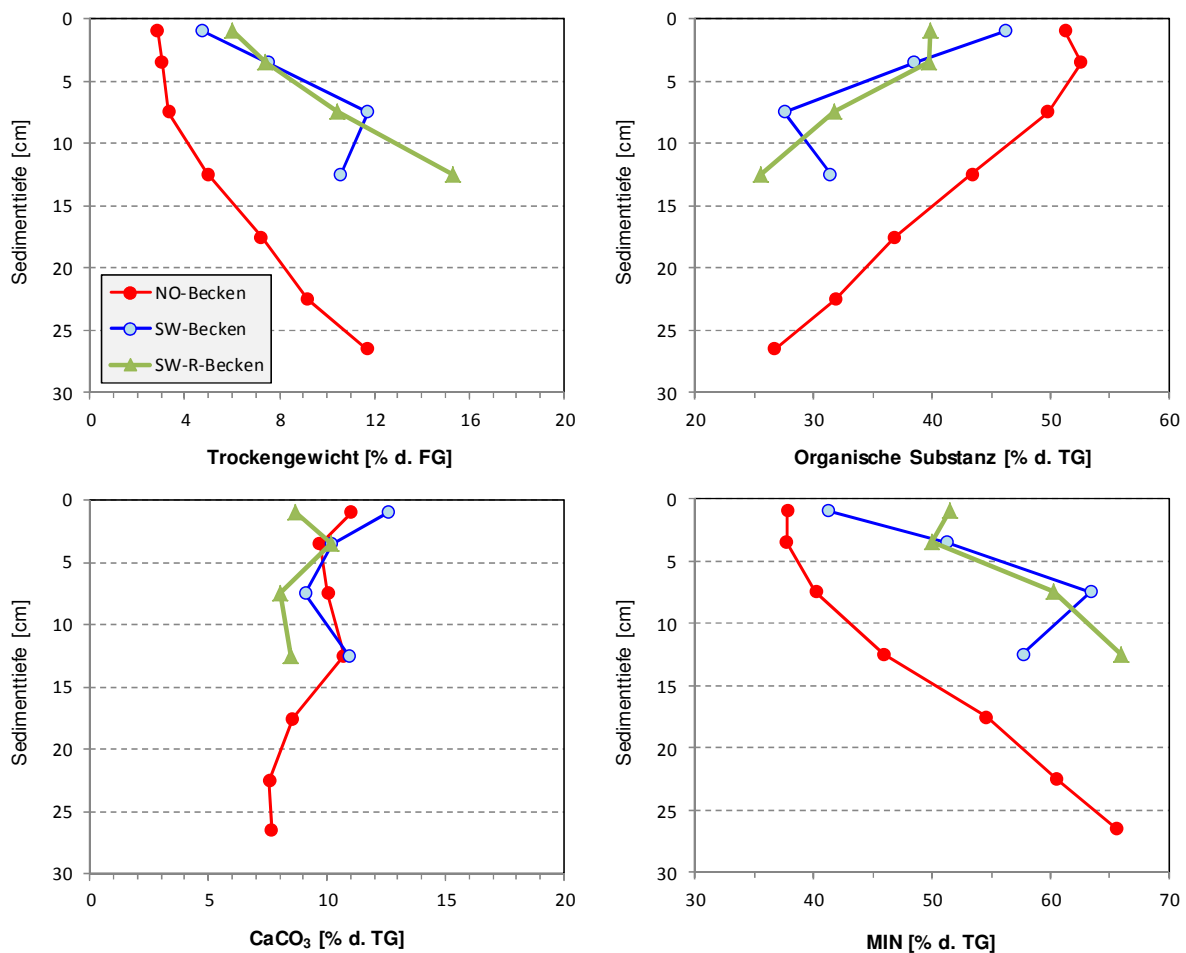 0
5
10
15
20
25
30
Sedimenttiefe [cm]
NO-Becken
SW-Becken
SW-R-Becken
0 4 8 12 16 20
Trockengewicht [% d. FG]
0
5
10
15
20
25
30
Sedimenttiefe [cm]
20 30 40 50 60
Organische Substanz [% d. TG]
0
5
10
15
20
25
30
Sedimenttiefe [cm]
0 5 10 15 20
CaCO₃ [% d. TG]
0
5
10
15
20
25
30
Sedimenttiefe [cm]
30 40 50 60 70
MIN [% d. TG]